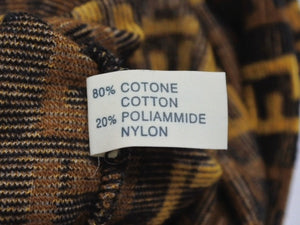 80% COTONE
COTTON
20% POLIAMMIDE
NYLON